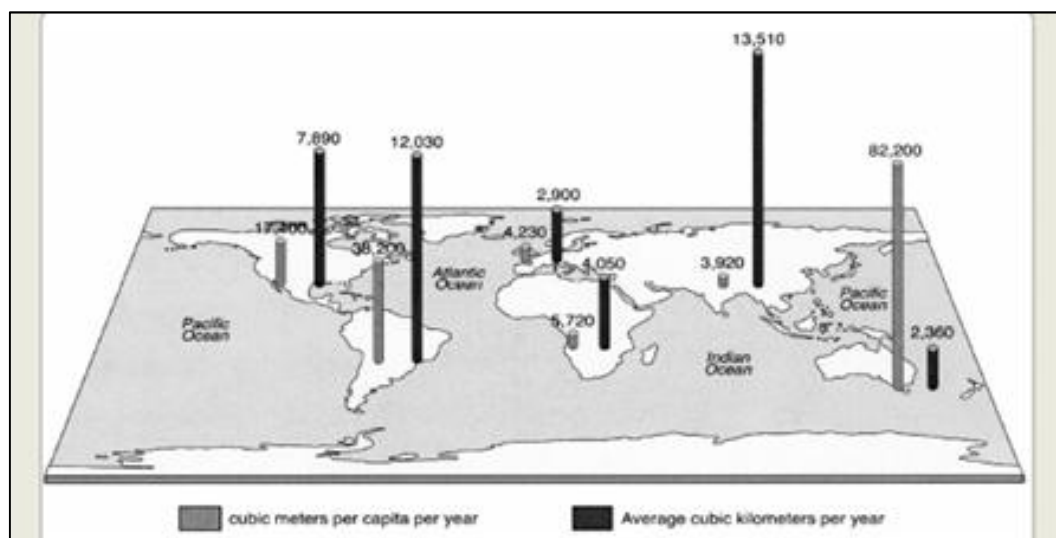 13,510
7,890
12,030
82,200
2,900
4,230
38,200
Atlantic
Ocean
4,050
3,920
Pacific
Ocean
Pacific
Ocean
5,720
2,360
Indian
Ocean
cubic meters per capita per year
Average cubic kilometers per year